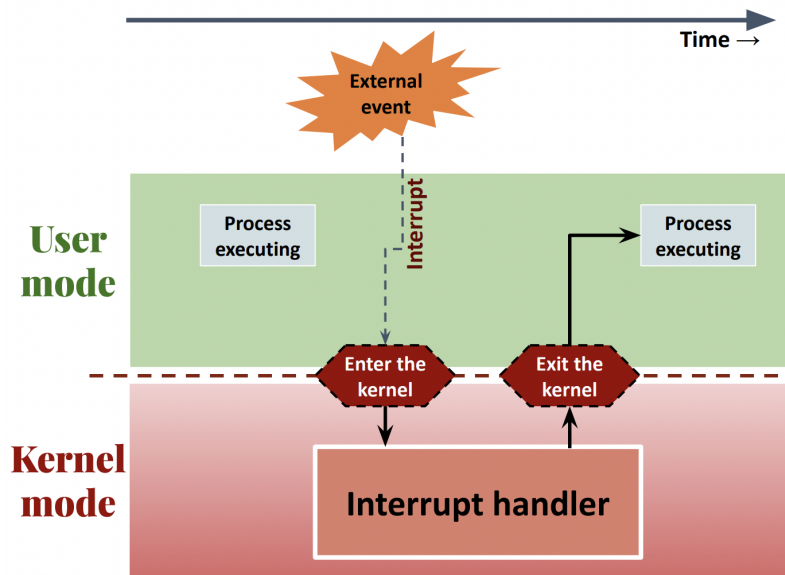 Time →
External
event
Interrupt
User
mode
Process
executing
Process
executing
Enter the
kernel
Exit the
kernel
Kernel
mode
Interrupt handler